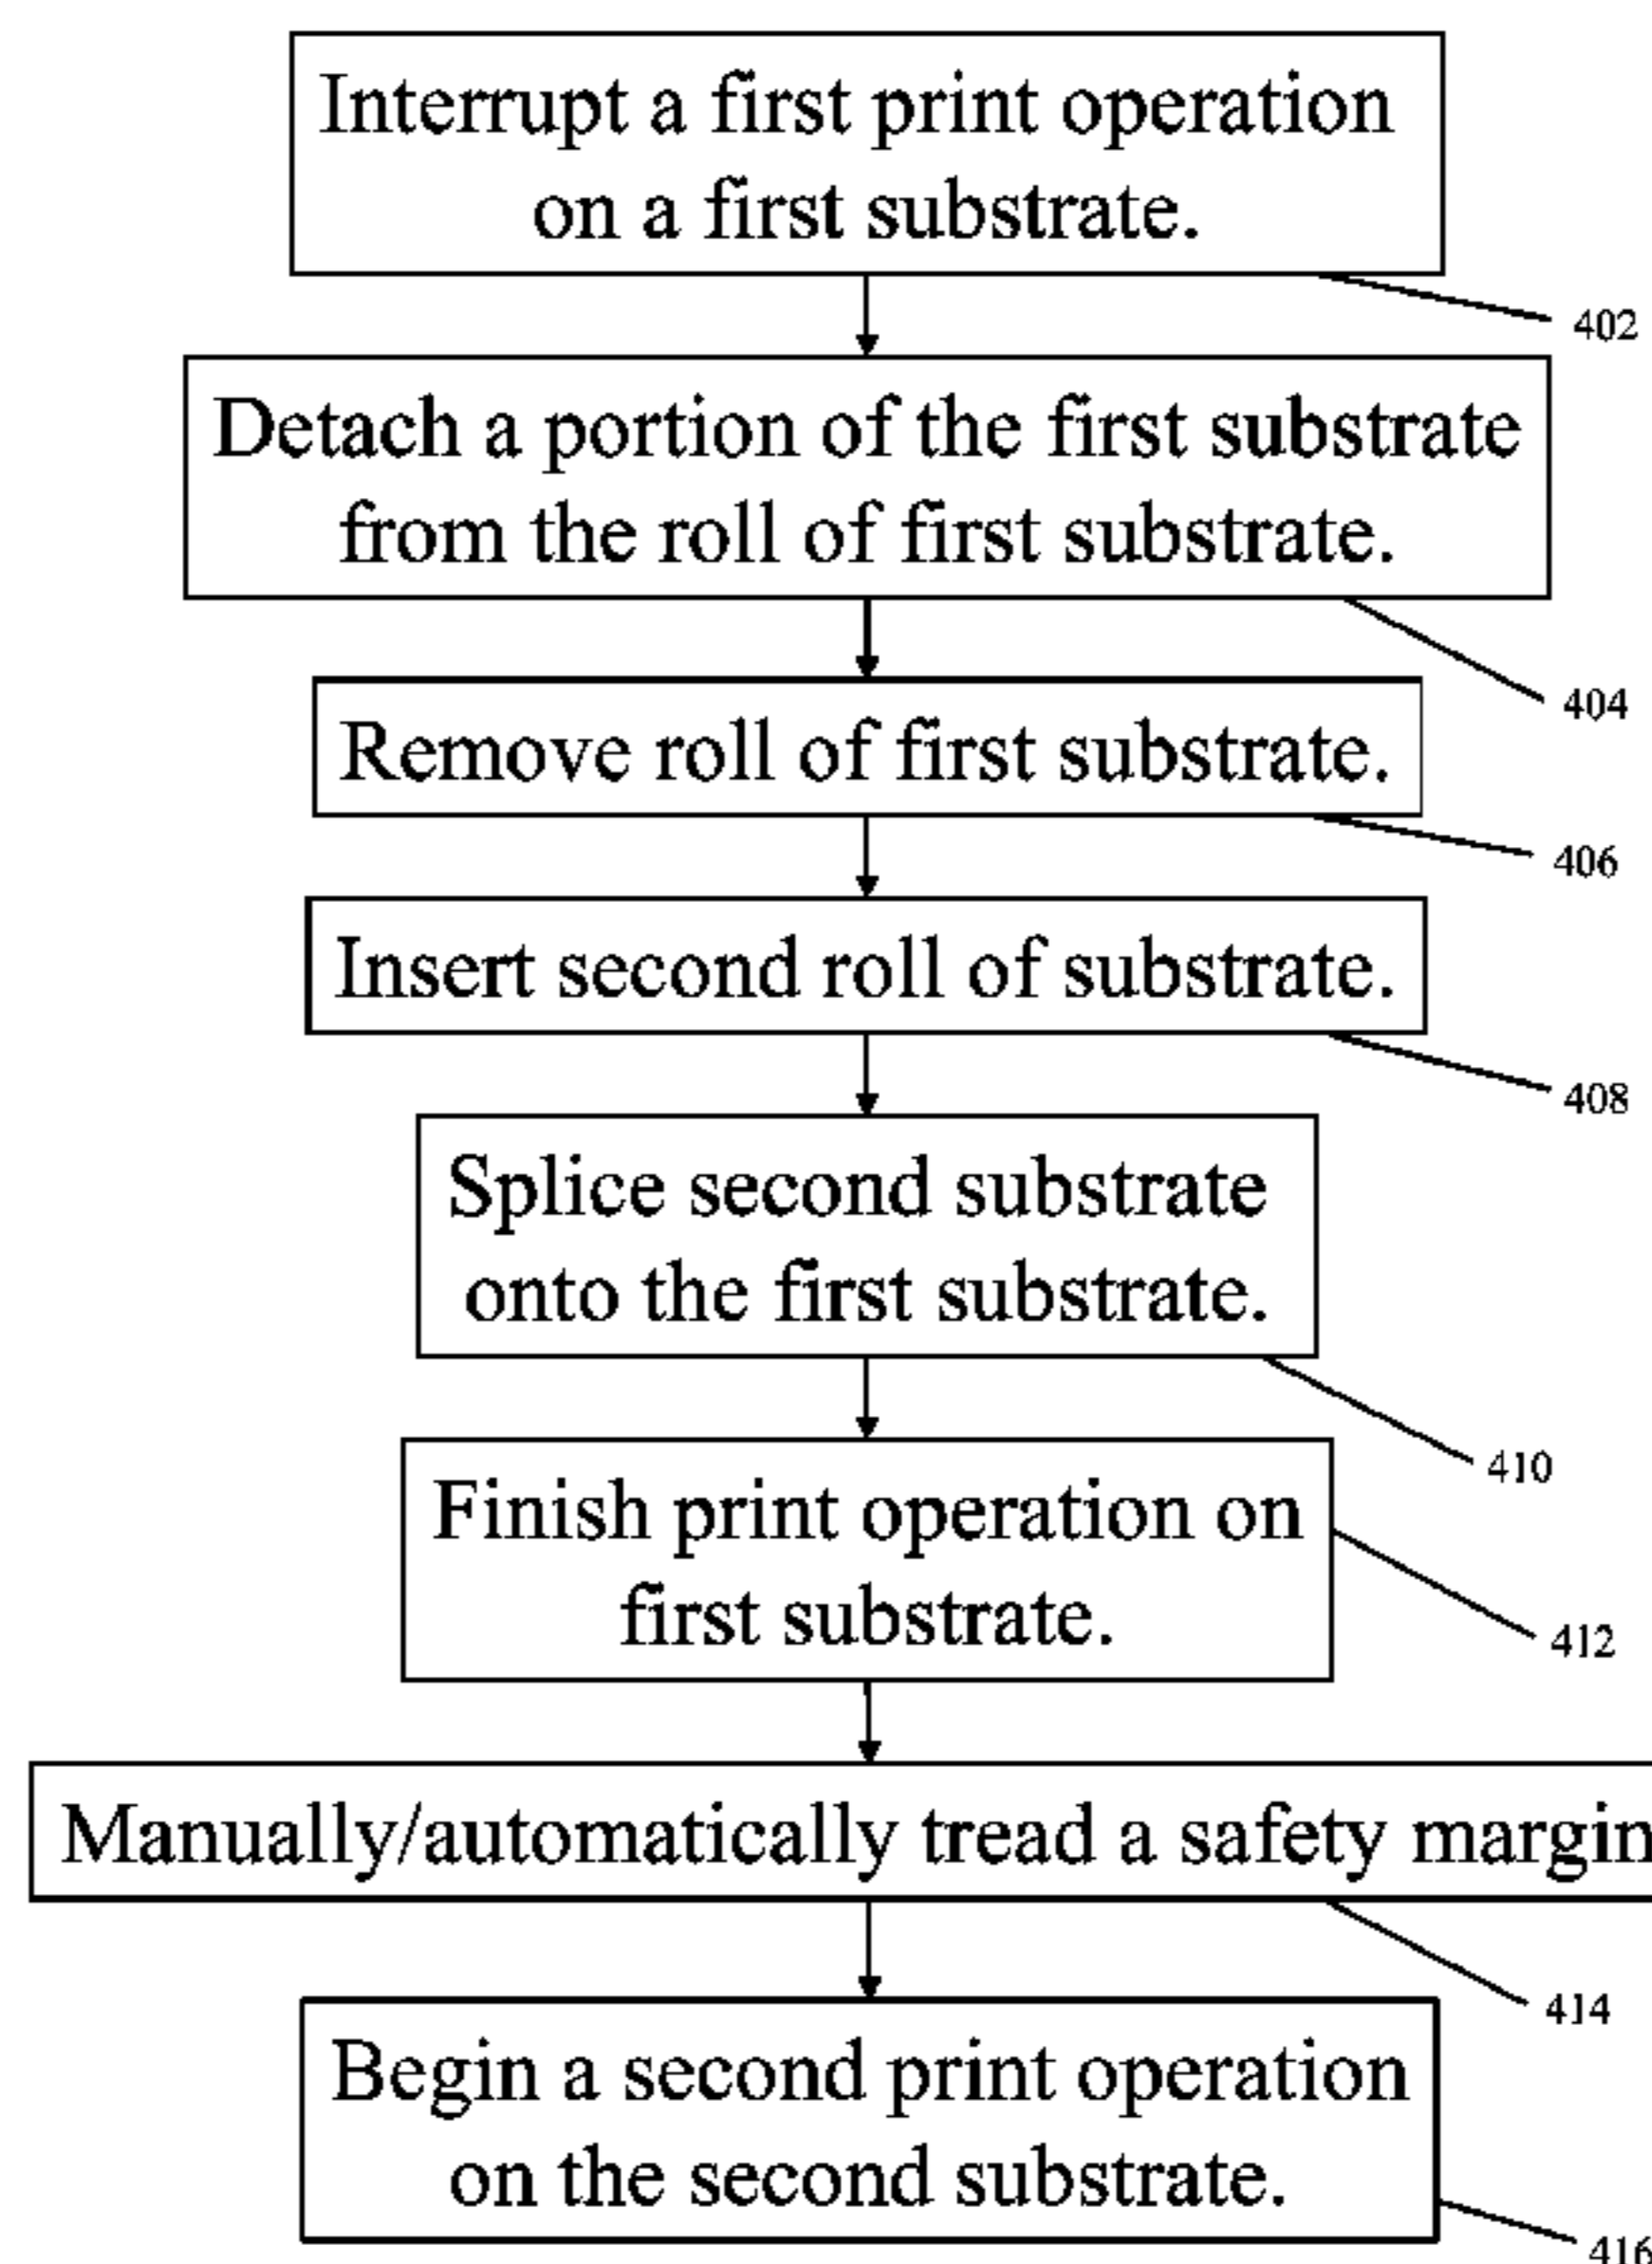 Interrupt a first print operation
on a first substrate.
402
Detach a portion of the first substrate
from the roll of first substrate.
404
Remove roll of first substrate.
406
Insert second roll of substrate.
408
Splice second substrate
onto the first substrate.
410
Finish print operation on
first substrate.
412
Manually/automatically tread a safety margin
414
Begin a second print operation
on the second substrate.
416